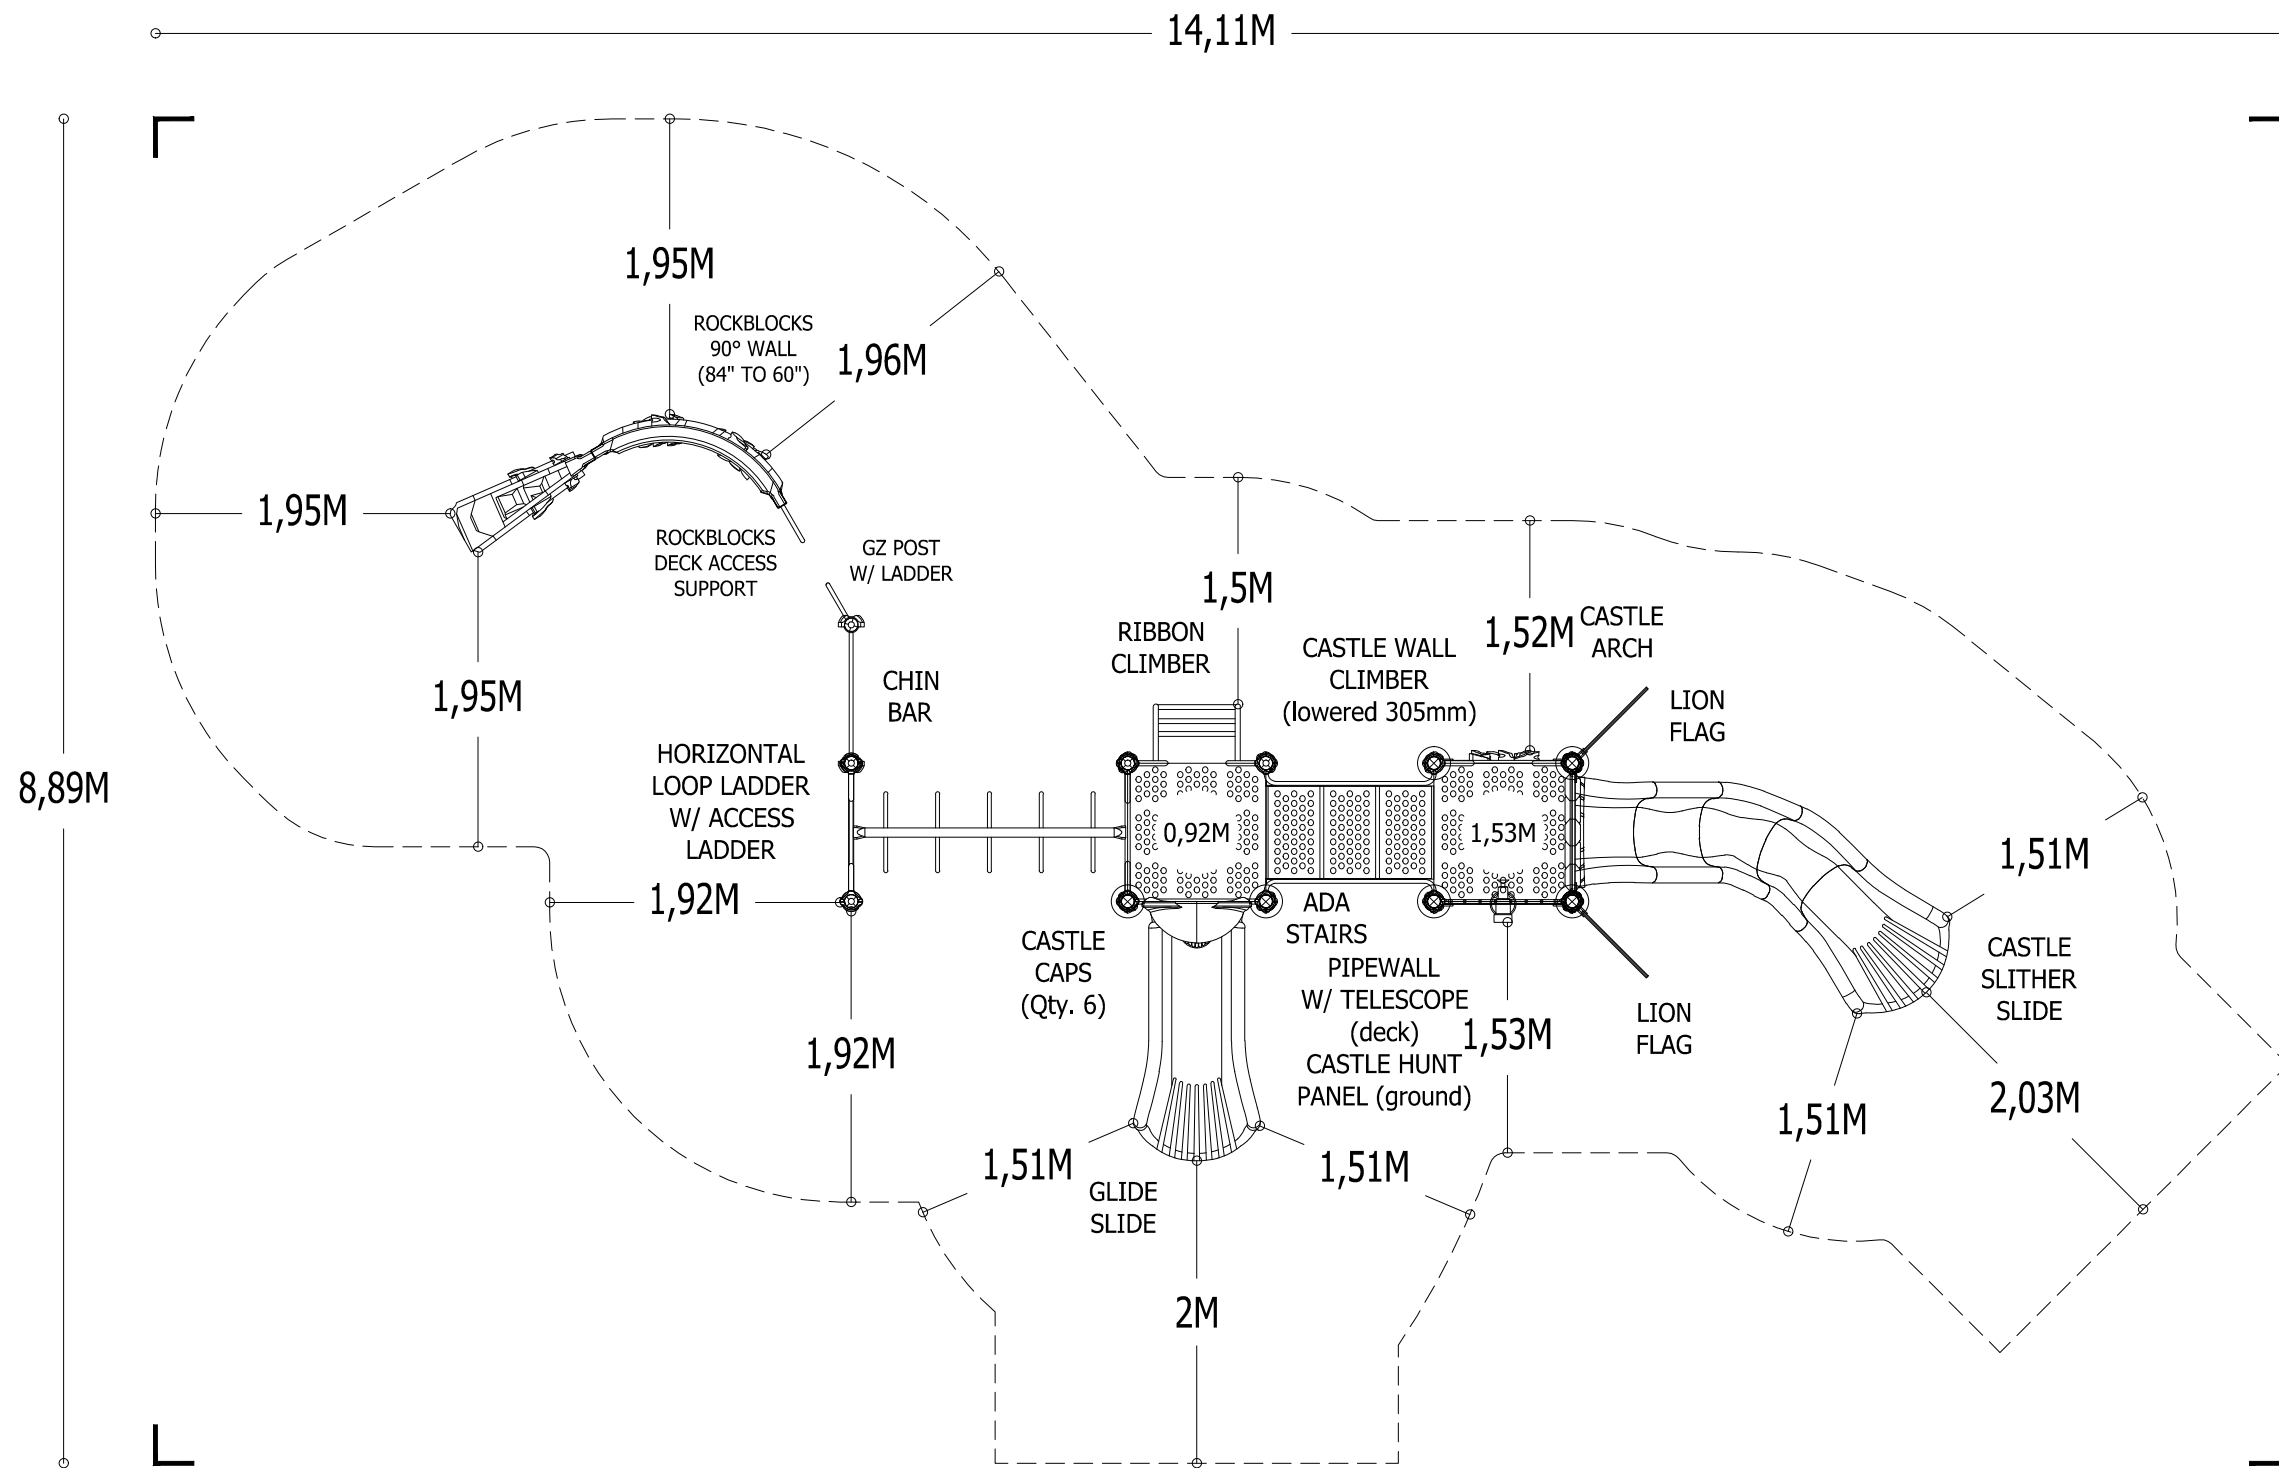 14,11M
1,95M
ROCKBLOCKS
90° WALL
(84" TO 60")
1,96M
1,95M
ROCKBLOCKS
DECK ACCESS
SUPPORT
GZ POST
W/ LADDER
1,5M
RIBBON
CLIMBER
CASTLE WALL
CLIMBER
(lowered 305mm)
1,52M
CASTLE
ARCH
LION
FLAG
1,95M
CHIN
BAR
8,89M
HORIZONTAL
LOOP LADDER
W/ ACCESS
LADDER
0,92M
1,53M
1,51M
1,92M
ADA
STAIRS
CASTLE
CAPS
(Qty. 6)
PIPEWALL
W/ TELESCOPE
(deck)
CASTLE HUNT
PANEL (ground)
1,53M
LION
FLAG
CASTLE
SLITHER
SLIDE
1,92M
2,03M
1,51M
1,51M
1,51M
GLIDE
SLIDE
2M